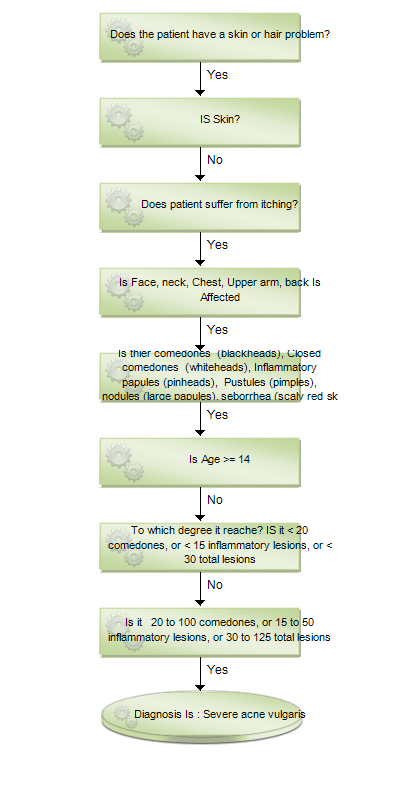 Does the patient have a skin or hair problem?
Yes
IS Skin?
No
Does patient suffer from itching?
Yes
Is Face, neck, Chest, Upper arm, back Is
Affected
Yes
Is thier comedones (blackheads), Closed
comedones (whiteheads), Inflammatory
papules (pinheads), Pustules (pimples),
nodules (large papules), seborrhea (scaly red sk
Yes
Is Age >= 14
No
To which degree it reache? IS it < 20
comedones, or < 15 inflammatory lesions, or <
30 total lesions
No
Is it 20 to 100 comedones, or 15 to 50
inflammatory lesions, or 30 to 125 total lesions
Yes
Diagnosis Is : Severe acne vulgaris